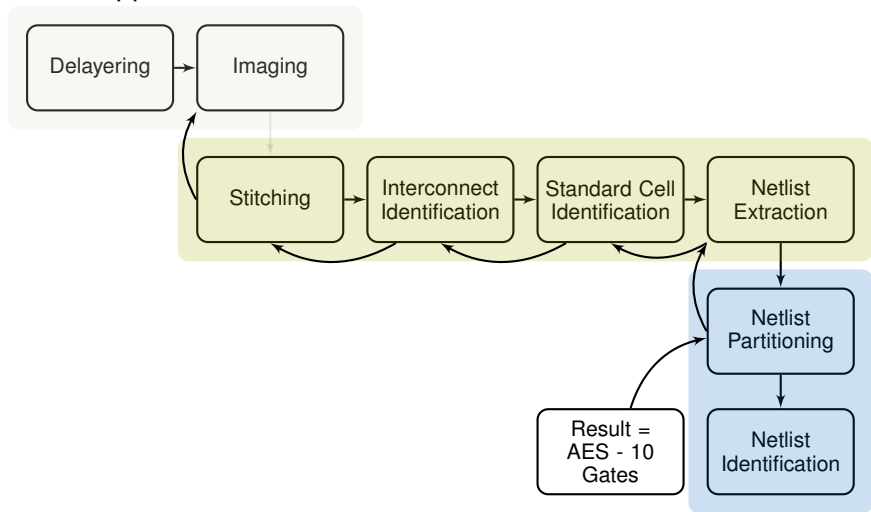 Delayering
Imaging
Stitching
Interconnect
Identification
Standard Cell
Identification
Netlist
Extraction
Netlist
Partitioning
Result =
AES - 10
Gates
Netlist
Identification